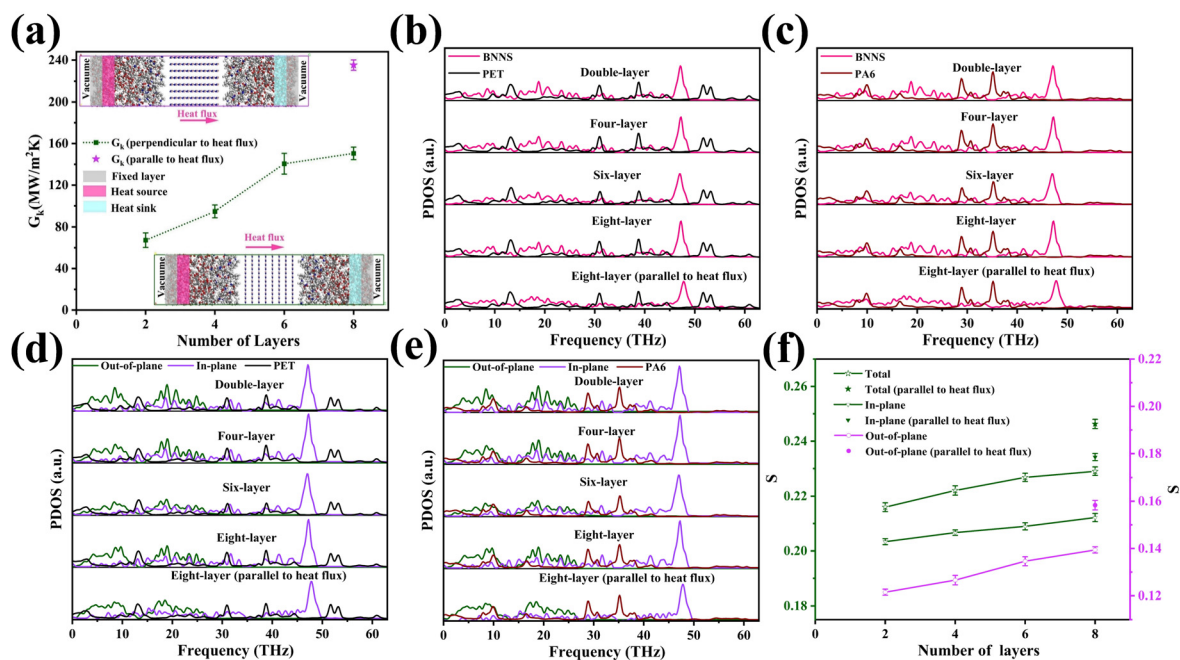 (a)
240
200
160
120
80
40
0
0
2
4
6
8
Gk(MW/m²K)
Number of Layers
Vacuume
Vacuume
Heat flux
Gk (perpendicular to heat flux)
Gk (paralle to heat flux)
Fixed layer
Heat source
Heat sink
Heat flux
Vacuume
Vacuume
(b)
BNNS
PET
Double-layer
Four-layer
Six-layer
Eight-layer
Eight-layer (parallel to heat flux)
PDOS (a.u.)
0 10 20 30 40 50 60
Frequency (THz)
(c)
BNNS
PA6
Double-layer
Four-layer
Six-layer
Eight-layer
Eight-layer (parallel to heat flux)
PDOS (a.u.)
0 10 20 30 40 50 60
Frequency (THz)
(d)
Out-of-plane In-plane PET
Double-layer
Four-layer
Six-layer
Eight-layer
Eight-layer (parallel to heat flux)
PDOS (a.u.)
0 10 20 30 40 50 60
Frequency (THz)
(e)
Out-of-plane In-plane PA6
Double-layer
Four-layer
Six-layer
Eight-layer
Eight-layer (parallel to heat flux)
PDOS (a.u.)
0 10 20 30 40 50 60
Frequency (THz)
(f)
Total
Total (parallel to heat flux)
In-plane
In-plane (parallel to heat flux)
Out-of-plane
Out-of-plane (parallel to heat flux)
S
0.26
0.24
0.22
0.20
0.18
0 2 4 6 8
Number of layers
0.22
0.20
0.18
0.16
0.14
0.12
S